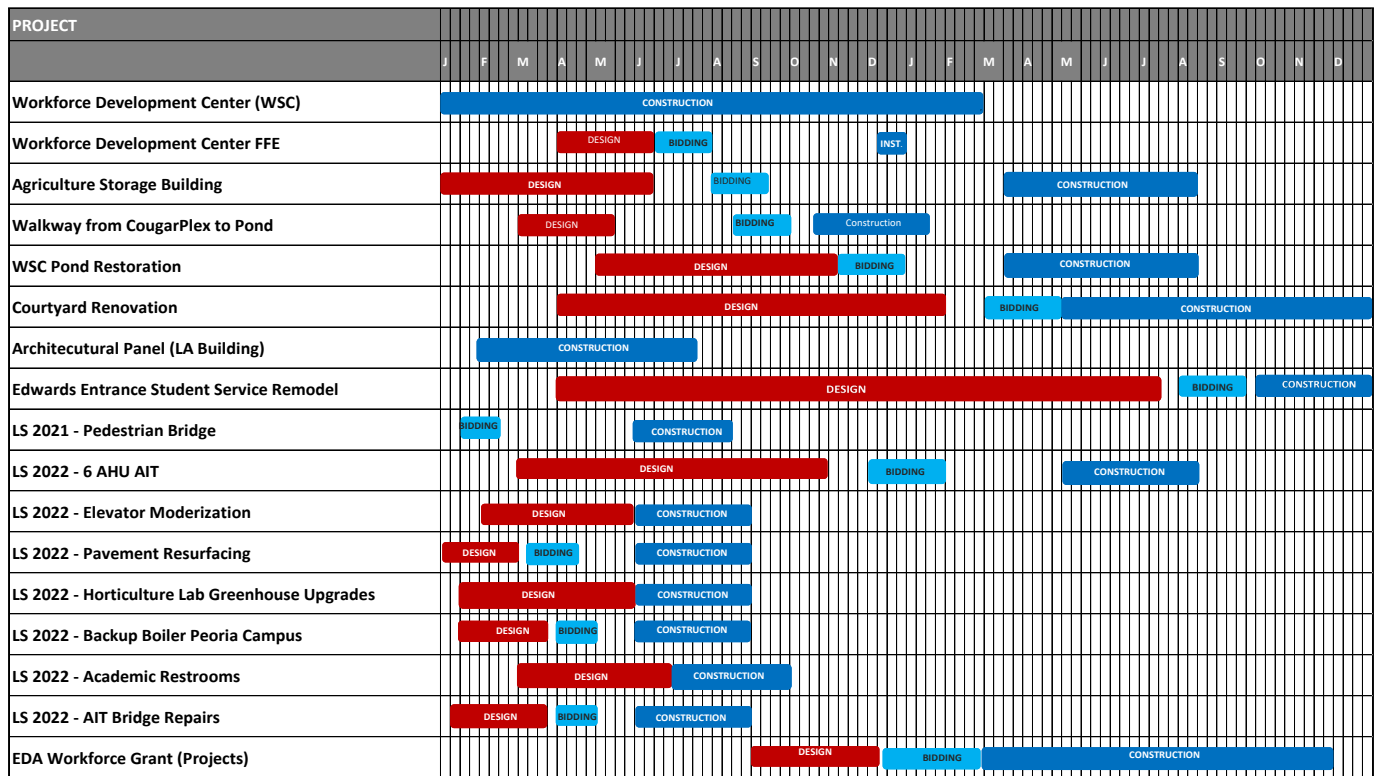 PROJECT
J F M A M J J A S O N D J F M A M J J A S O N D
Workforce Development Center (WSC) CONSTRUCTION
Workforce Development Center FFE DESIGN BIDDING INST.
Agriculture Storage Building DESIGN BIDDING CONSTRUCTION
Walkway from CougarPlex to Pond DESIGN BIDDING Construction
WSC Pond Restoration DESIGN BIDDING CONSTRUCTION
Courtyard Renovation DESIGN BIDDING CONSTRUCTION
Architecutural Panel (LA Building) CONSTRUCTION
Edwards Entrance Student Service Remodel DESIGN BIDDING CONSTRUCTION
LS 2021 - Pedestrian Bridge BIDDING CONSTRUCTION
LS 2022 - 6 AHU AIT DESIGN BIDDING CONSTRUCTION
LS 2022 - Elevator Moderization DESIGN CONSTRUCTION
LS 2022 - Pavement Resurfacing DESIGN BIDDING CONSTRUCTION
LS 2022 - Horticulture Lab Greenhouse Upgrades DESIGN CONSTRUCTION
LS 2022 - Backup Boiler Peoria Campus DESIGN BIDDING CONSTRUCTION
LS 2022 - Academic Restrooms DESIGN CONSTRUCTION
LS 2022 - AIT Bridge Repairs DESIGN BIDDING CONSTRUCTION
EDA Workforce Grant (Projects) DESIGN BIDDING CONSTRUCTION